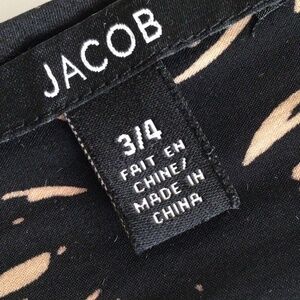 JACOB
3/4
FAIT EN
CHINE/
MADE IN
CHINA